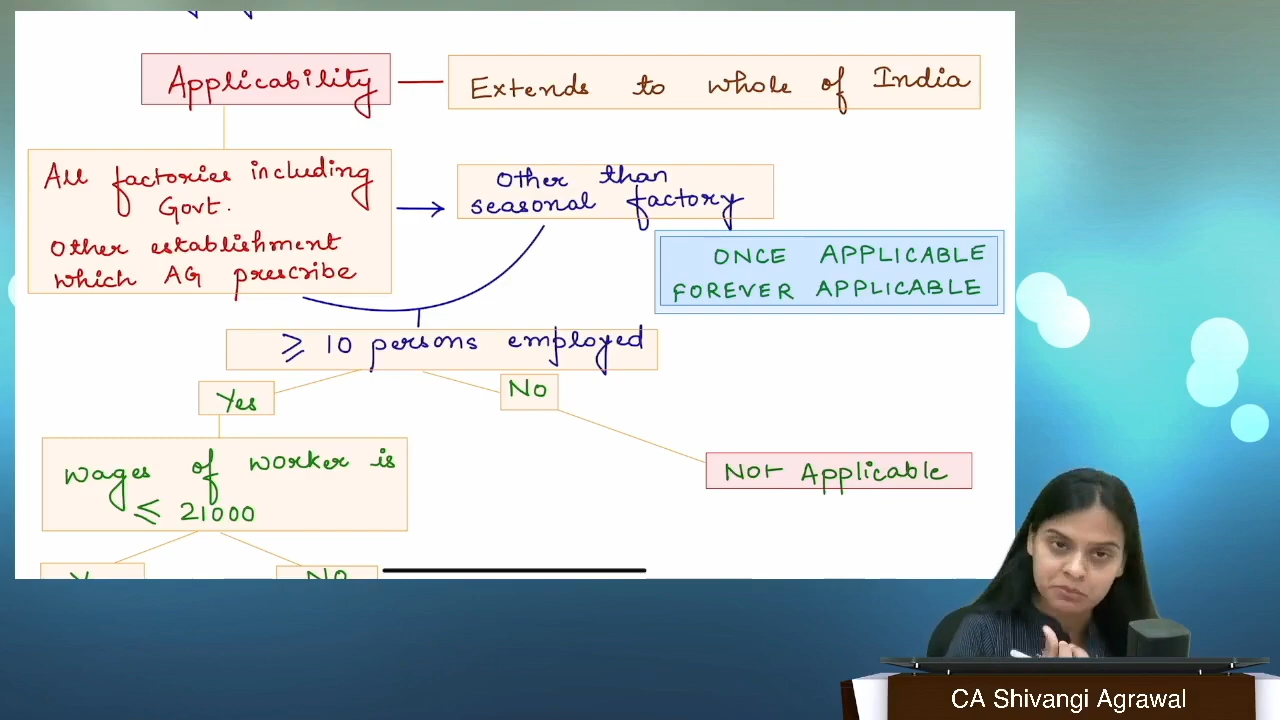 Applicability
Extends to whole of India
All factories including
Govt.
Other establishment
which AG prescribe
Other than
seasonal factory
ONCE APPLICABLE
FOREVER APPLICABLE
≥ 10 persons employed
Yes
No
Wages of worker is
≤ 21000
Not Applicable
No
CA Shivangi Agrawal